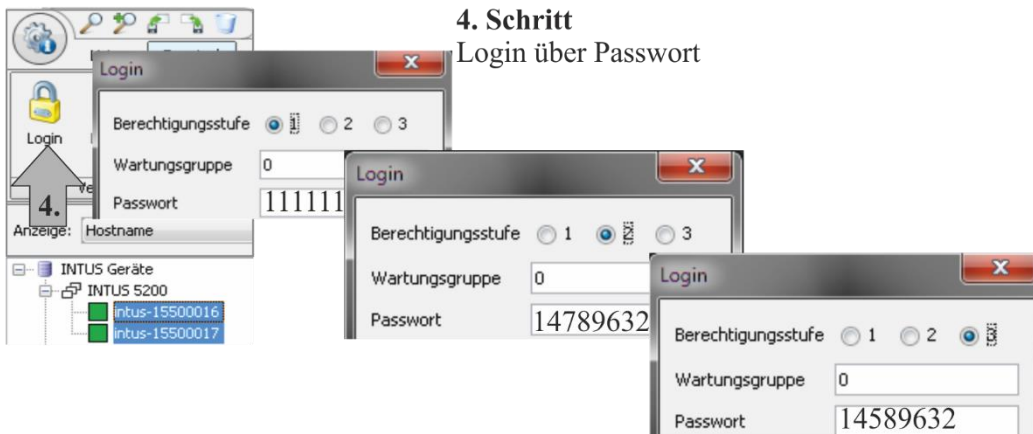 4. Schritt
Login über Passwort
Login
4.
Anzeige: Hostname
INTUS Geräte
INTUS 5200
intus-15500016
intus-15500017
Login
Berechtigungsstufe 1 2 3
Wartungsgruppe 0
Passwort 111111
Login
Berechtigungsstufe 1 2 3
Wartungsgruppe 0
Passwort 14789632
Login
Berechtigungsstufe 1 2 3
Wartungsgruppe 0
Passwort 14589632